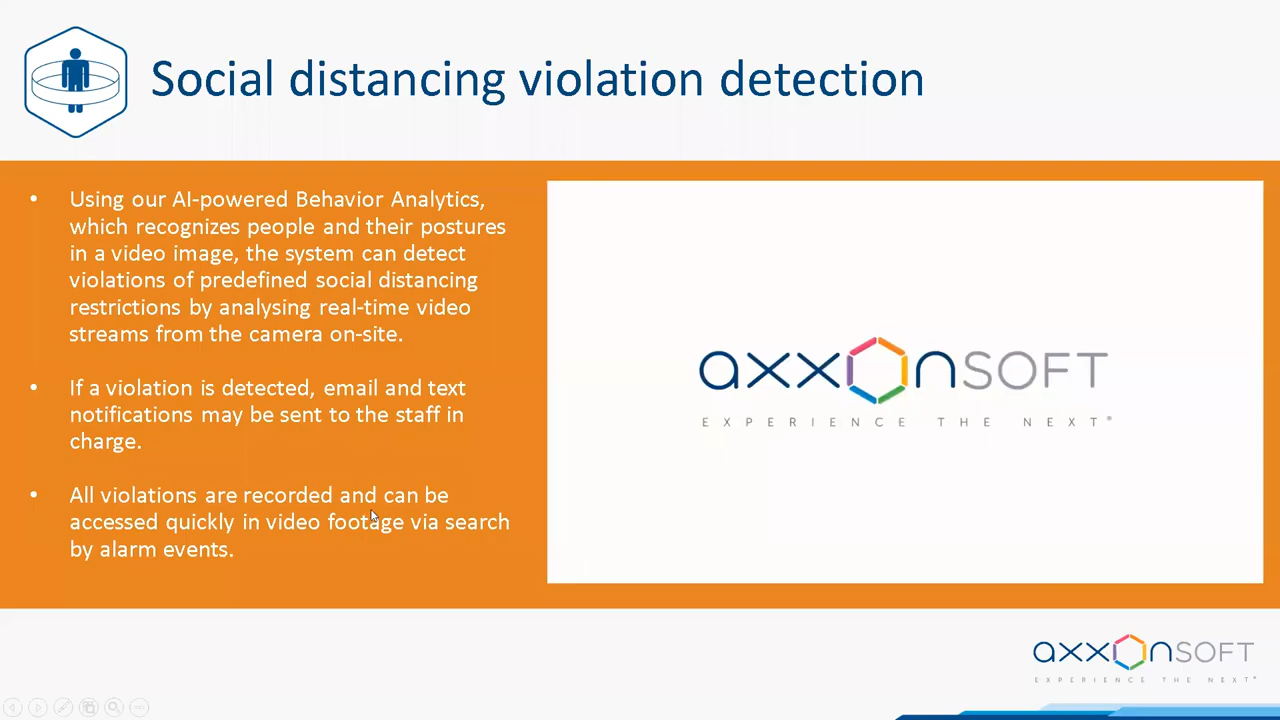 Social distancing violation detection
• Using our AI-powered Behavior Analytics,
which recognizes people and their postures
in a video image, the system can detect
violations of predefined social distancing
restrictions by analysing real-time video
streams from the camera on-site.
• If a violation is detected, email and text
notifications may be sent to the staff in
charge.
• All violations are recorded and can be
accessed quickly in video footage via search
by alarm events.
axxonsoft
EXPERIENCE THE NEXT®
axxonsoft
EXPERIENCE THE NEXT®